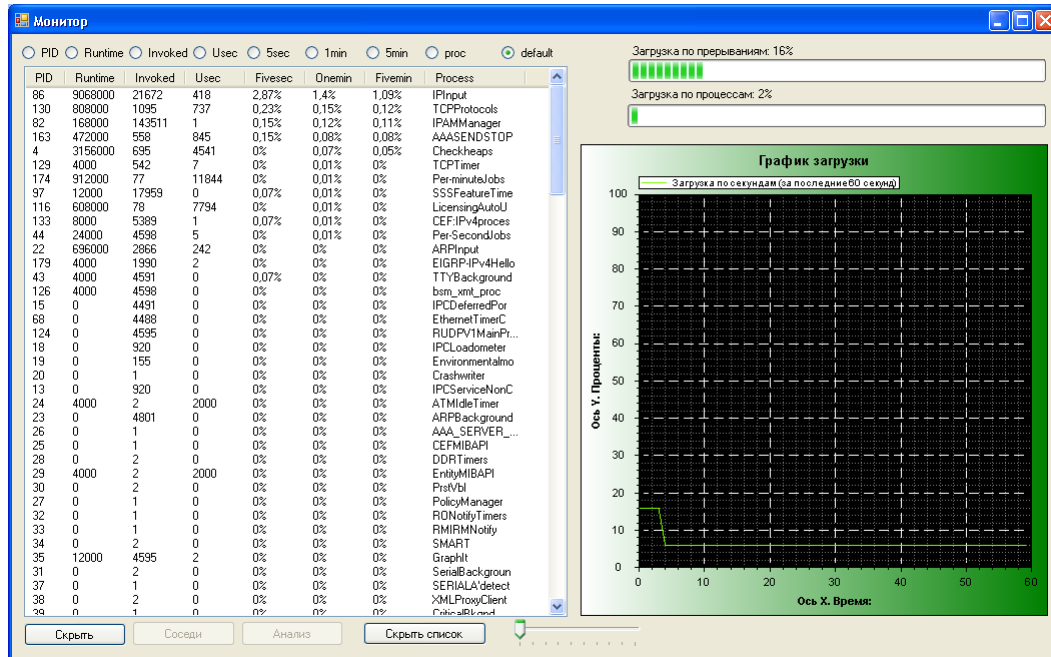 Монитор
PID Runtime Invoked Usec 5sec 1min 5min proc default
Загрузка по прерываниям: 16%
Загрузка по процессам: 2%
PID Runtime Invoked Usec Fivesec Onemin Fivemin Process
86 9068000 21672 418 2,87% 1,4% 1,09% IPInput
130 808000 1095 737 0,23% 0,15% 0,12% TCPProtocols
82 168000 143511 1 0,15% 0,12% 0,11% IPAMManager
163 472000 558 845 0,15% 0,08% 0,08% AAASENDSTOP
4 3156000 695 4541 0% 0,07% 0,05% Checkheaps
129 4000 542 7 0% 0,01% 0% TCPTimer
174 912000 77 11844 0% 0,01% 0% Per-minuteJobs
97 12000 17959 0 0,07% 0,01% 0% SSSFeatureTime
116 608000 78 7794 0% 0,01% 0% LicensingAutoU
133 8000 5389 1 0,07% 0,01% 0% CEF:IPv4proces
44 24000 4598 5 0% 0,01% 0% Per-SecondJobs
22 696000 2866 242 0% 0% 0% ARPInput
179 4000 1990 2 0% 0% 0% EIGRP-IPv4Hello
43 4000 4591 0 0,07% 0% 0% TTYBackground
126 4000 4598 0 0% 0% 0% bsm_xmt_proc
15 0 4491 0 0% 0% 0% IPCDeferredPor
68 0 4488 0 0% 0% 0% EthernetTimerC
124 0 4595 0 0% 0% 0% RUDPV1MainPr...
18 0 920 0 0% 0% 0% IPCLoadometer
19 0 155 0 0% 0% 0% Environmentalmo
20 0 1 0 0% 0% 0% Crashwriter
13 0 920 0 0% 0% 0% IPCServiceNonC
24 4000 2 2000 0% 0% 0% ATMIdleTimer
23 0 4801 0 0% 0% 0% ARPBackground
26 0 1 0 0% 0% 0% AAA_SERVER_...
25 0 1 0 0% 0% 0% CEFMIBAPI
28 0 2 0 0% 0% 0% DDRTimers
29 4000 2 2000 0% 0% 0% EntityMIBAPI
30 0 2 0 0% 0% 0% PrstVbl
27 0 1 0 0% 0% 0% PolicyManager
32 0 1 0 0% 0% 0% RONotifyTimers
33 0 1 0 0% 0% 0% RMIRMNotify
34 0 2 0 0% 0% 0% SMART
35 12000 4595 2 0% 0% 0% GraphIt
31 0 2 0 0% 0% 0% SerialBackgroun
37 0 1 0 0% 0% 0% SERIALA'detect
38 0 2 0 0% 0% 0% XMLProxyClient
39 0 1 0 0% 0% 0% CriticalBkgnd
График загрузки
Загрузка по секундам (за последние 60 секунд)
Ось Y. Проценты:
100
90
80
70
60
50
40
30
20
10
0
0 10 20 30 40 50 60
Ось X. Время:
Скрыть Соседи Анализ Скрыть список